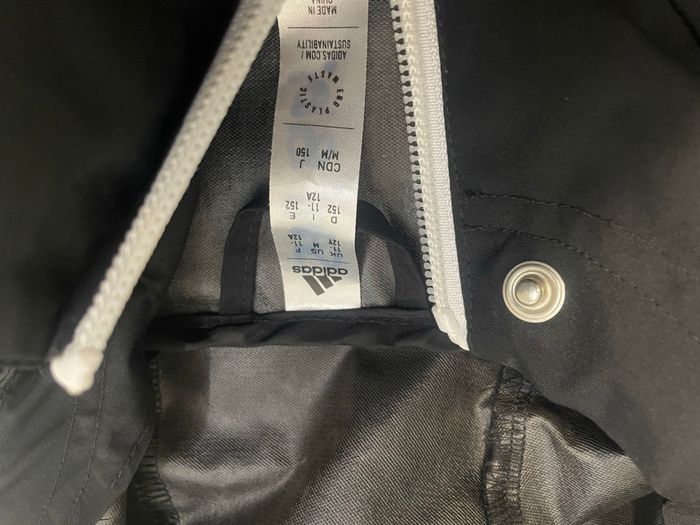 adidas
UK US F
11- M 11-
12Y 12A
D I E
152 11- 152
12A
CDN J
M/M 150
END PLASTIC WASTE
ADIDAS.COM/
SUSTAINABILITY
MADE IN
CHINA